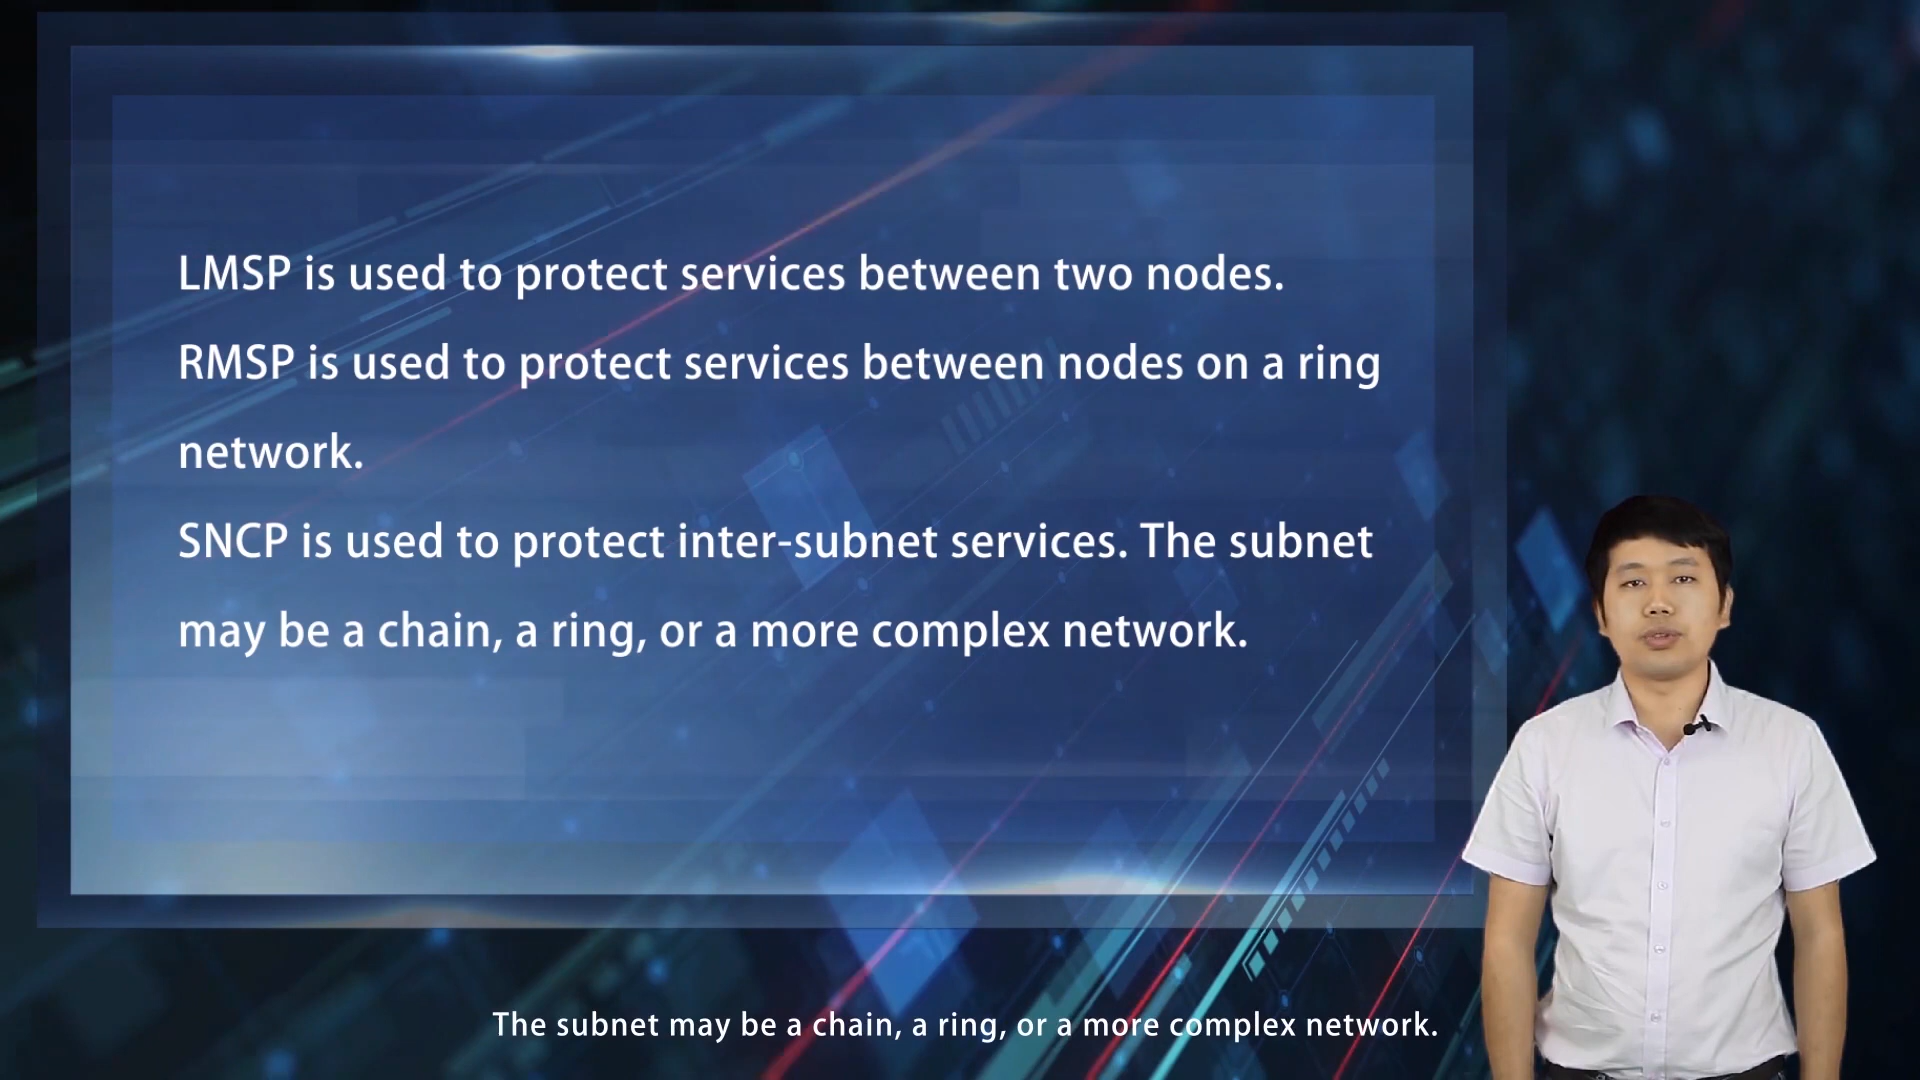 LMSP is used to protect services between two nodes.
RMSP is used to protect services between nodes on a ring
network.
SNCP is used to protect inter-subnet services. The subnet
may be a chain, a ring, or a more complex network.
The subnet may be a chain, a ring, or a more complex network.